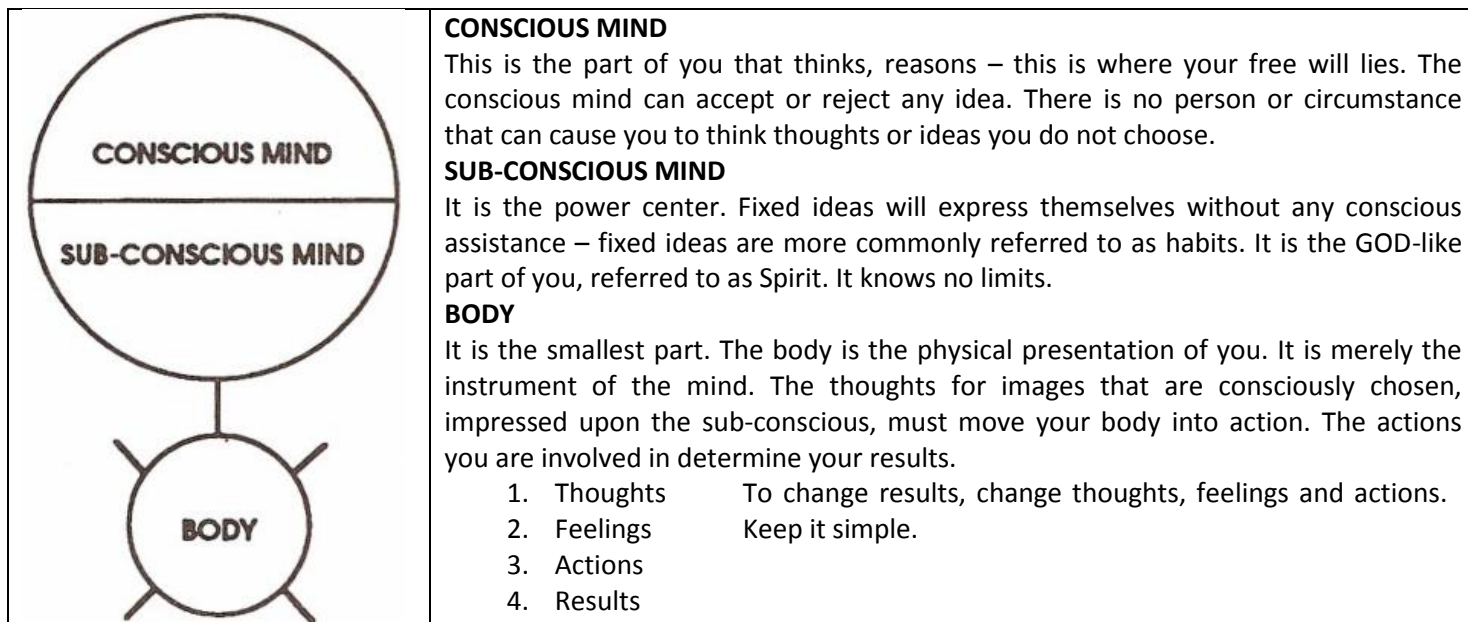 CONSCIOUS MIND
SUB-CONSCIOUS MIND
BODY
CONSCIOUS MIND
This is the part of you that thinks, reasons – this is where your free will lies. The
conscious mind can accept or reject any idea. There is no person or circumstance
that can cause you to think thoughts or ideas you do not choose.
SUB-CONSCIOUS MIND
It is the power center. Fixed ideas will express themselves without any conscious
assistance – fixed ideas are more commonly referred to as habits. It is the GOD-like
part of you, referred to as Spirit. It knows no limits.
BODY
It is the smallest part. The body is the physical presentation of you. It is merely the
instrument of the mind. The thoughts for images that are consciously chosen,
impressed upon the sub-conscious, must move your body into action. The actions
you are involved in determine your results.
1. Thoughts To change results, change thoughts, feelings and actions.
2. Feelings Keep it simple.
3. Actions
4. Results